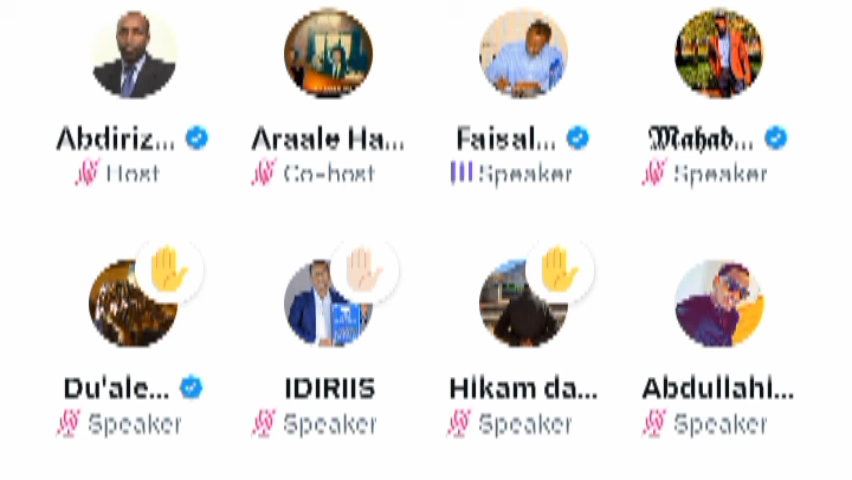 Abdiriz... Araale Ha... Faisal... 𝕸𝖆𝖍𝖆𝖇...
Host Co-host Speaker Speaker
Du'ale... IDIRIIS Hikam da... Abdullahi...
Speaker Speaker Speaker Speaker